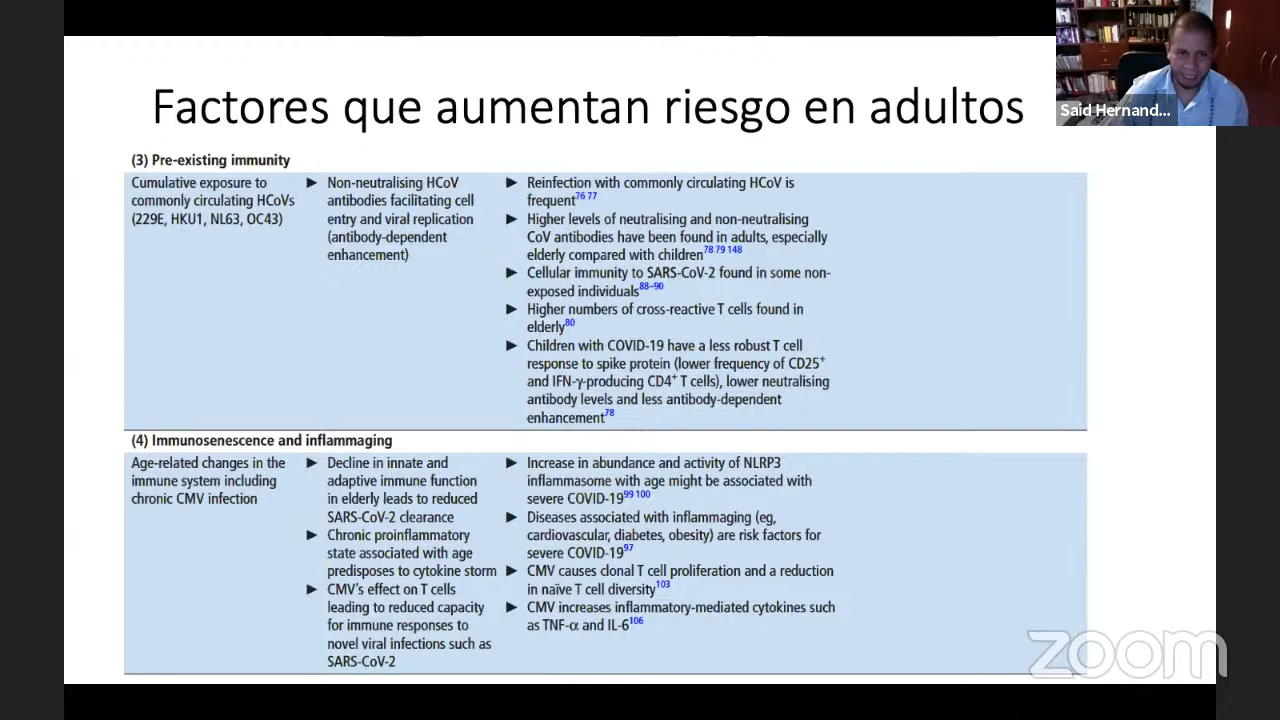 Factores que aumentan riesgo en adultos
Saíd Hernand...
(3) Pre-existing immunity
Cumulative exposure to
commonly circulating HCoVs
(229E, HKU1, NL63, OC43)
► Non-neutralising HCoV
antibodies facilitating cell
entry and viral replication
(antibody-dependent
enhancement)
► Reinfection with commonly circulating HCoV is
frequent76 77
► Higher levels of neutralising and non-neutralising
CoV antibodies have been found in adults, especially
elderly compared with children78 79 148
► Cellular immunity to SARS-CoV-2 found in some non-
exposed individuals88–90
► Higher numbers of cross-reactive T cells found in
elderly80
► Children with COVID-19 have a less robust T cell
response to spike protein (lower frequency of CD25+
and IFN-γ-producing CD4+ T cells), lower neutralising
antibody levels and less antibody-dependent
enhancement78
(4) Immunosenescence and inflammaging
Age-related changes in the
immune system including
chronic CMV infection
► Decline in innate and
adaptive immune function
in elderly leads to reduced
SARS-CoV-2 clearance
► Chronic proinflammatory
state associated with age
predisposes to cytokine storm
► CMV's effect on T cells
leading to reduced capacity
for immune responses to
novel viral infections such as
SARS-CoV-2
► Increase in abundance and activity of NLRP3
inflammasome with age might be associated with
severe COVID-1999 100
► Diseases associated with inflammaging (eg,
cardiovascular, diabetes, obesity) are risk factors for
severe COVID-1997
► CMV causes clonal T cell proliferation and a reduction
in naïve T cell diversity103
► CMV increases inflammatory-mediated cytokines such
as TNF-α and IL-6106
zoom